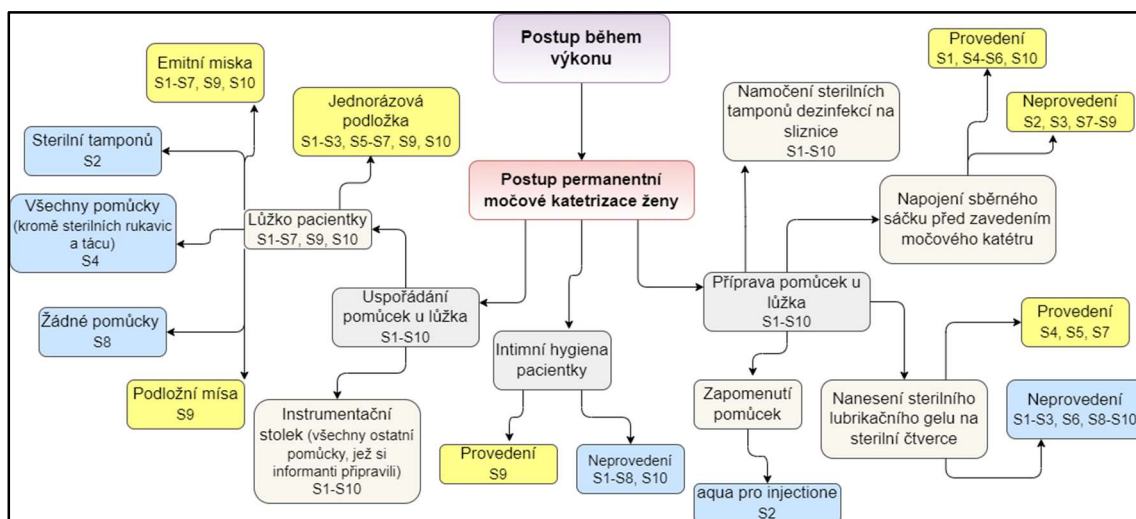 Postup během
výkonu
Provedení
S1, S4-S6, S10
Emitní miska
S1-S7, S9, S10
Jednorázová
podložka
S1-S3, S5-S7, S9, S10
Namočení sterilních
tamponů dezinfekcí na
sliznice
S1-S10
Neprovedení
S2, S3, S7-S9
Sterilní tamponů
S2
Postup permanentní
močové katetrizace ženy
Napojení sběrného
sáčku před zavedením
močového katétru
Všechny pomůcky
(kromě sterilních rukavic
a tácu)
S4
Lůžko pacientky
S1-S7, S9, S10
Uspořádání
pomůcek u lůžka
S1-S10
Příprava pomůcek u
lůžka
S1-S10
Žádné pomůcky
S8
Provedení
S4, S5, S7
Intimní hygiena
pacientky
Podložní mísa
S9
Instrumentační
stolek (všechny ostatní
pomůcky, jež si
informanti připravili)
S1-S10
Zapomenutí
pomůcek
Nanesení sterilního
lubrikačního gelu na
sterilní čtverce
Neprovedení
S1-S3, S6, S8-S10
Provedení
S9
Neprovedení
S1-S8, S10
aqua pro injectione
S2